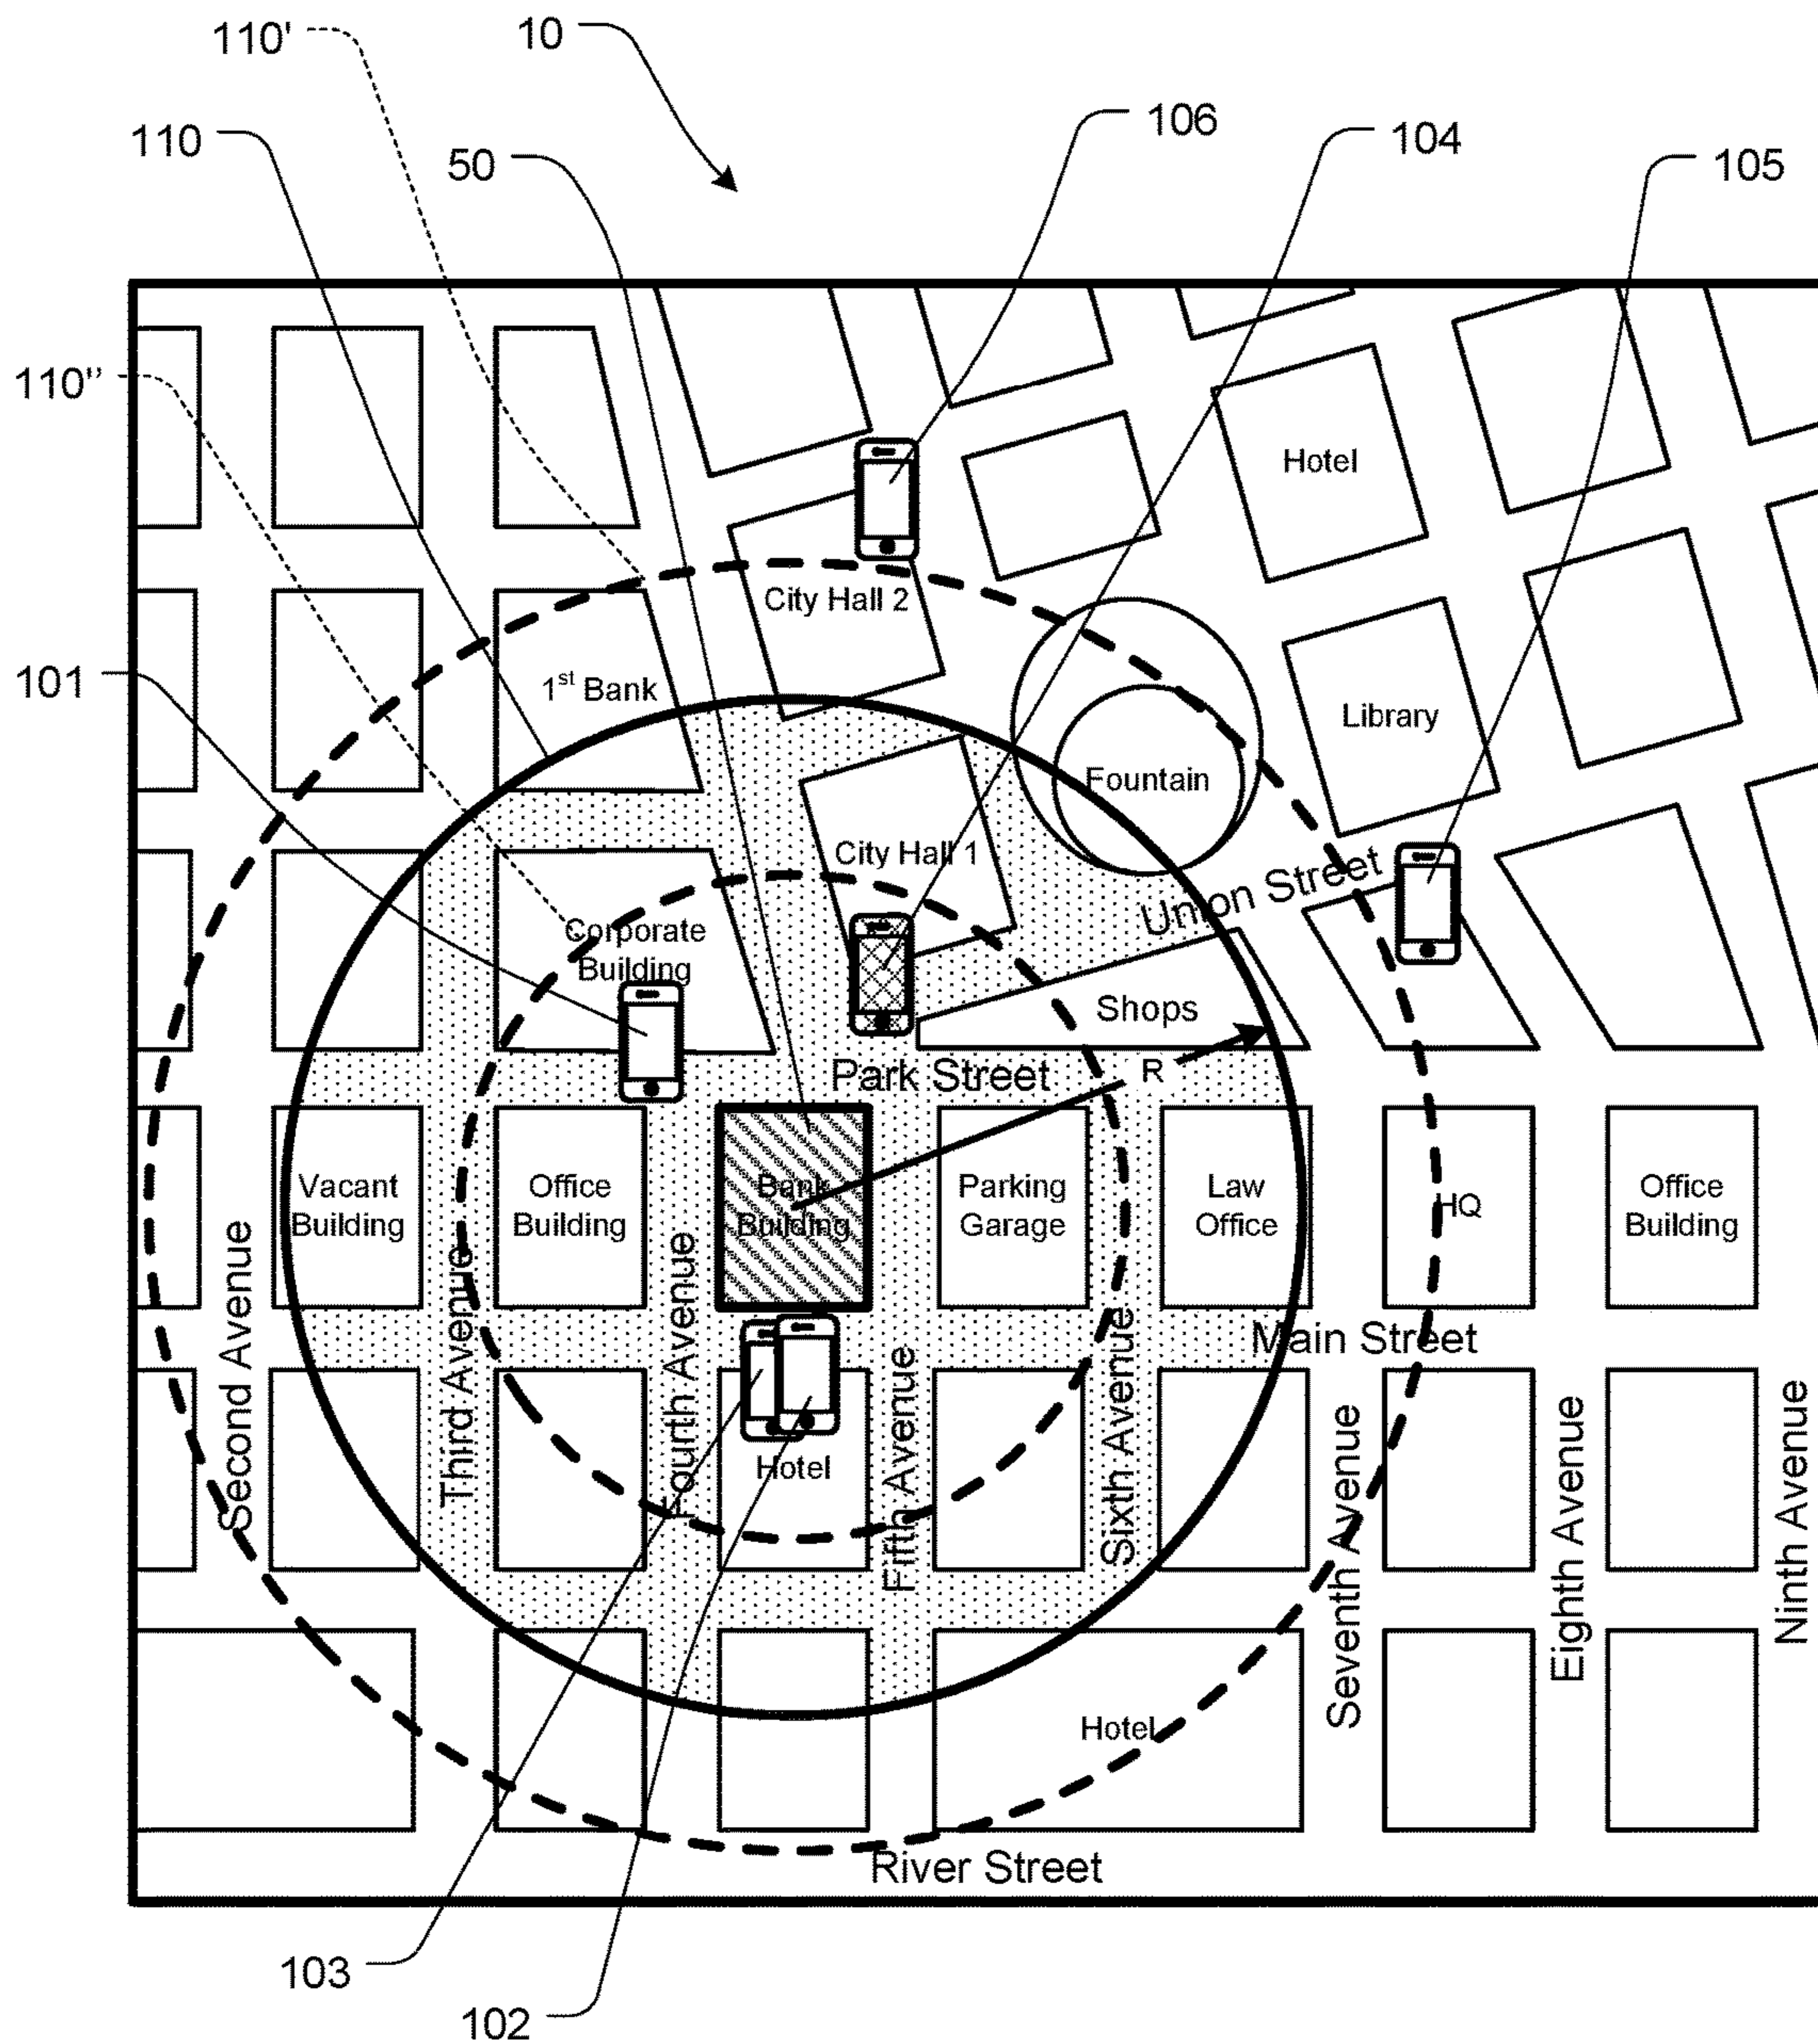 110'
10
106
110
104
50
105
110''
Hotel
City Hall 2
101
1st Bank
Library
Fountain
City Hall 1
Union Street
Corporate
Building
Shops
Park Street
R
Vacant
Building
Office
Building
Bank
Building
Parking
Garage
Law
Office
HQ
Office
Building
Main Street
Second Avenue
Third Avenue
Fourth Avenue
Fifth Avenue
Sixth Avenue
Seventh Avenue
Eighth Avenue
Ninth Avenue
Hotel
Hotel
River Street
103
102